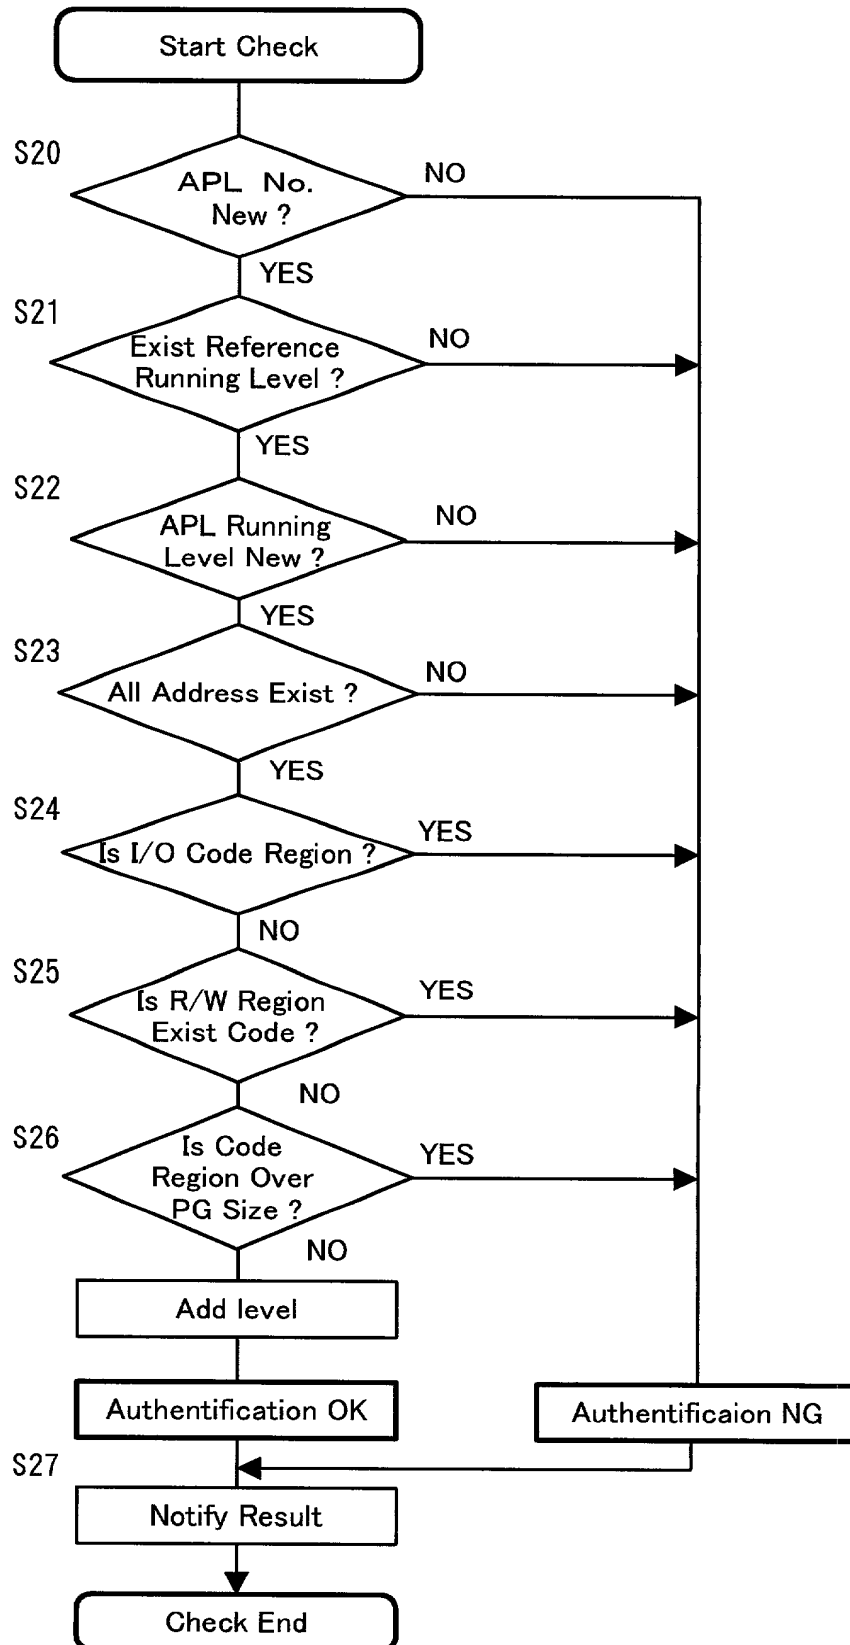 Start Check
S20
APL No.
New ?
NO
YES
S21
Exist Reference
Running Level ?
NO
YES
S22
APL Running
Level New ?
NO
YES
S23
All Address Exist ?
NO
YES
S24
Is I/O Code Region ?
YES
NO
S25
Is R/W Region
Exist Code ?
YES
NO
S26
Is Code
Region Over
PG Size ?
YES
NO
Add level
Authentification OK
Authentificaion NG
S27
Notify Result
Check End